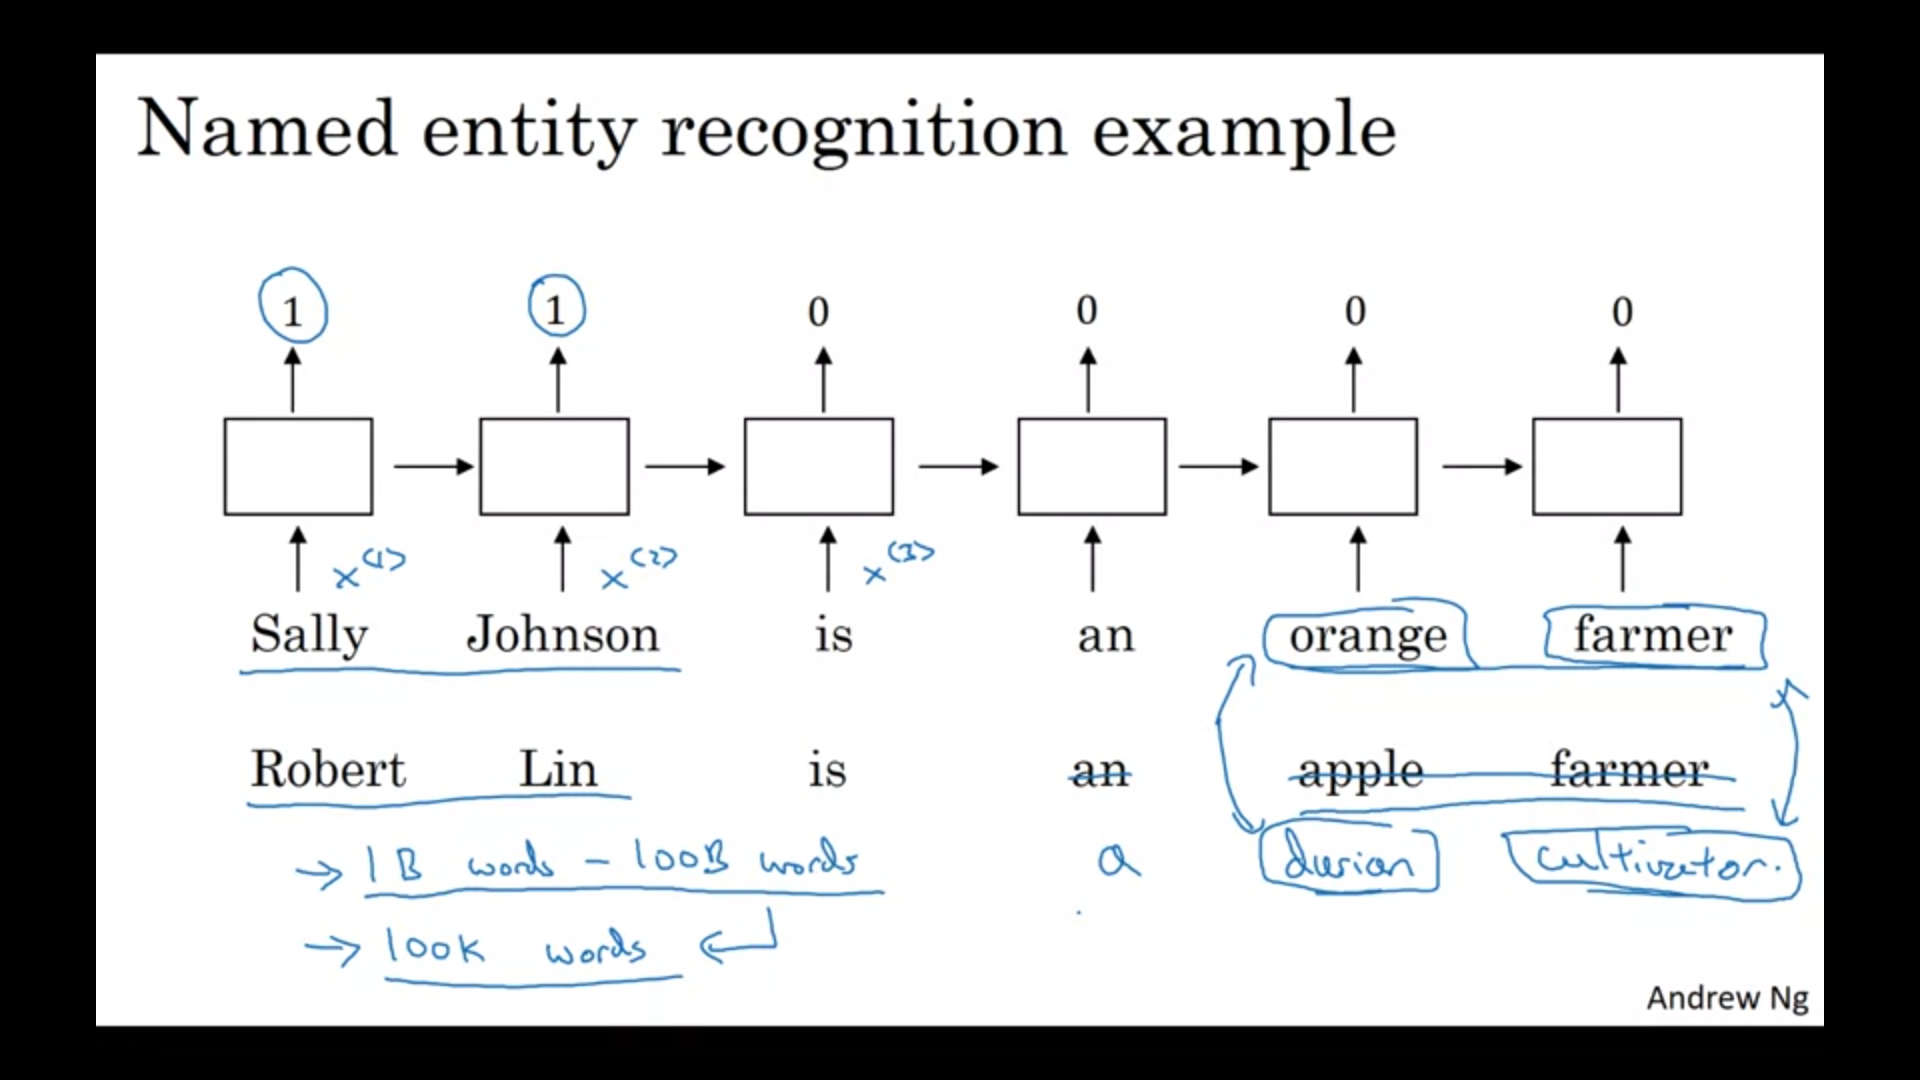 Named entity recognition example
1 1 0 0 0 0
x<1> x<2> x<3>
Sally Johnson is an orange farmer
Robert Lin is an apple farmer
→ 1B words – 100B words a durian cultivator.
→ 100K words
Andrew Ng